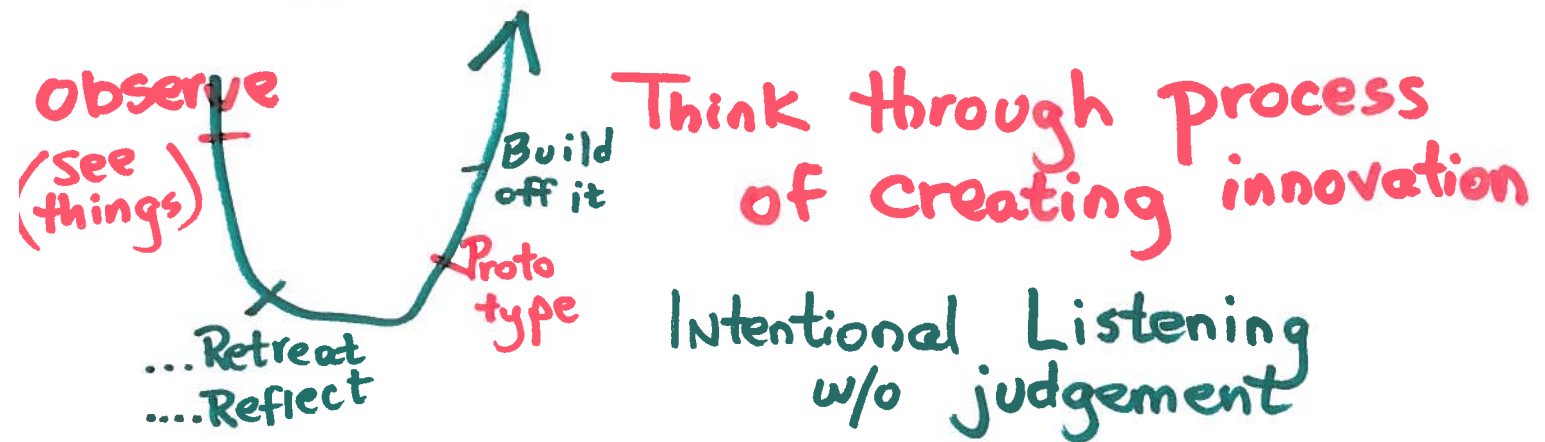 observe
(see
things)
...Retreat
....Reflect
Proto
type
Build
off it
Think through process
of creating innovation
Intentional Listening
w/o judgement